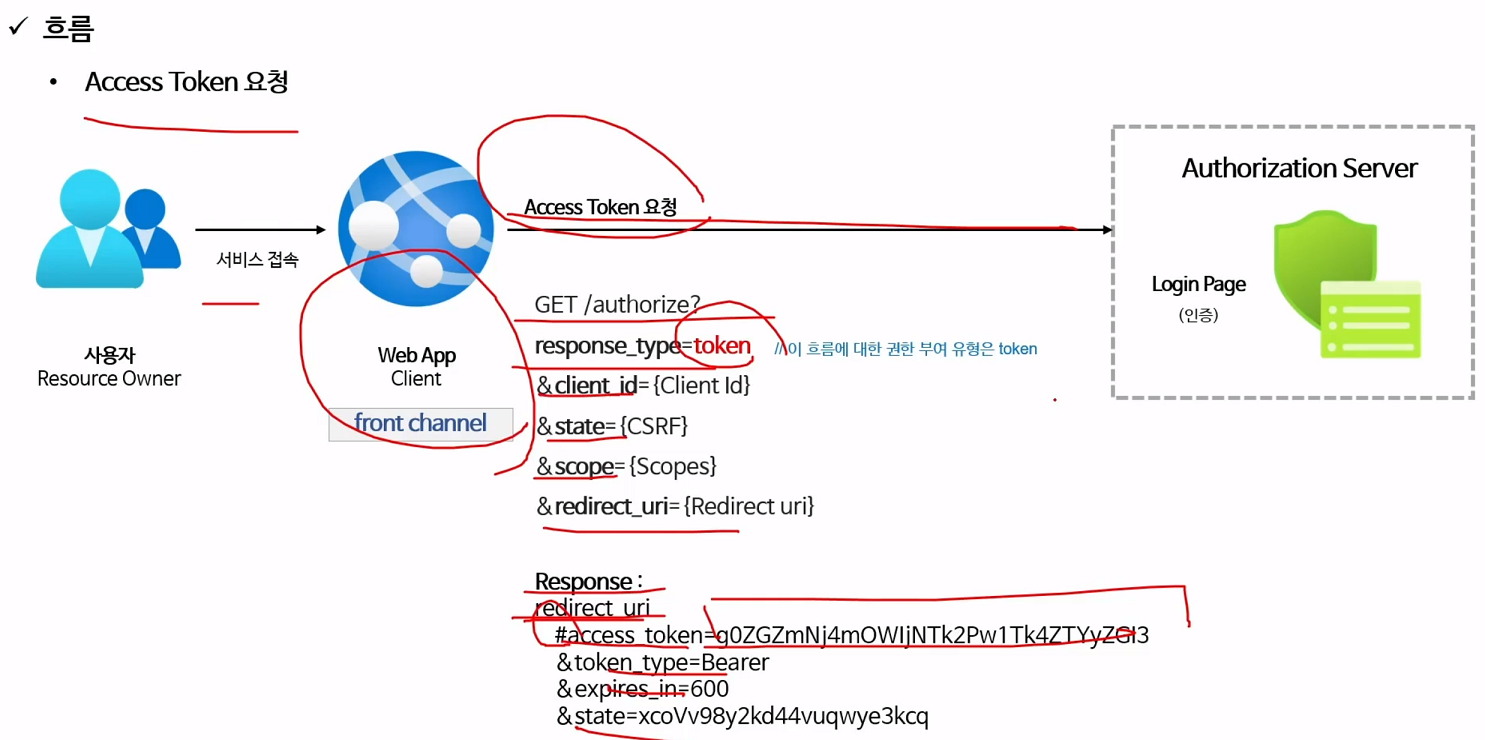 ✓ 흐름
• Access Token 요청
Access Token 요청
서비스 접속
사용자
Resource Owner
Web App
Client
front channel
GET /authorize?
response_type=token // 이 흐름에 대한 권한 부여 유형은 token
&client_id={Client Id}
&state={CSRF}
&scope={Scopes}
&redirect_uri={Redirect uri}
Response :
redirect_uri
#access_token=g0ZGZmNj4mOWIjNTk2Pw1Tk4ZTYyZGI3
&token_type=Bearer
&expires_in=600
&state=xcoVv98y2kd44vuqwye3kcq
Authorization Server
Login Page
(인증)